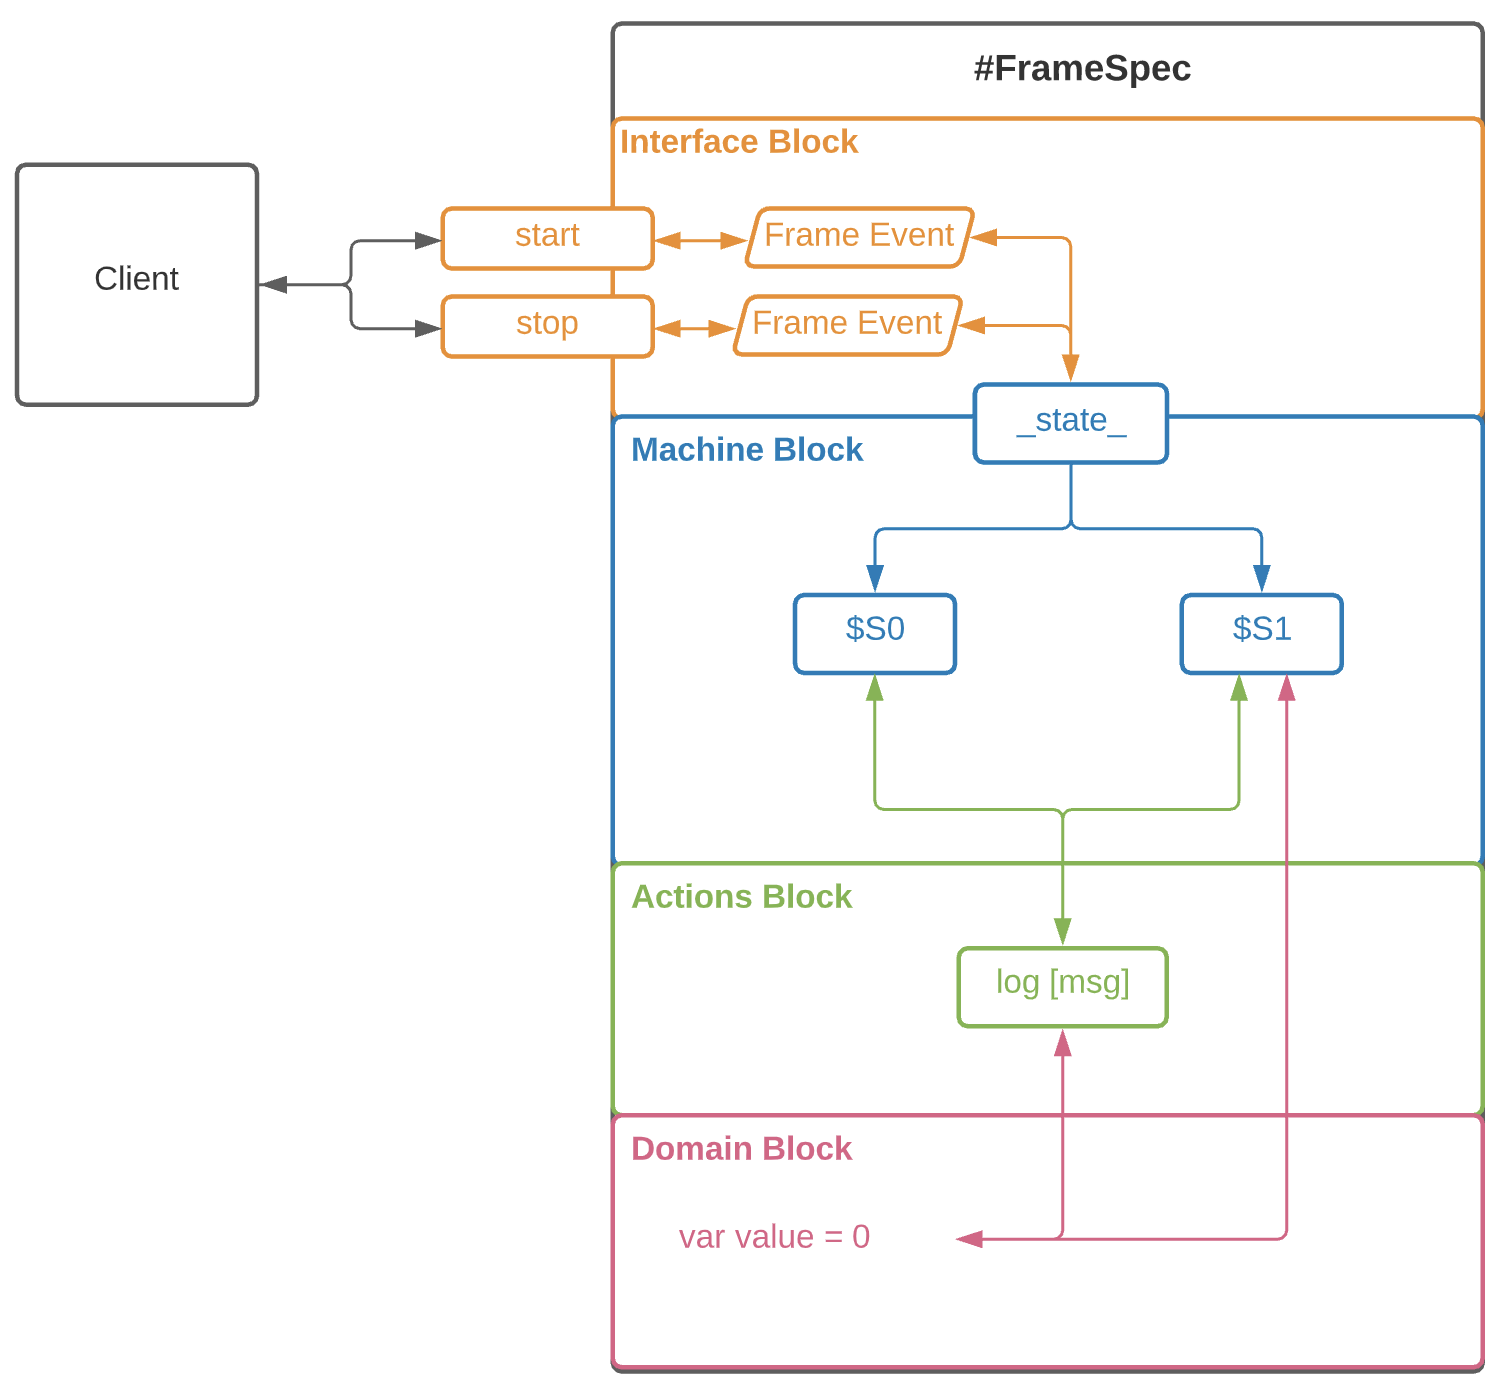 #FrameSpec
Interface Block
Client
start
Frame Event
stop
Frame Event
_state_
Machine Block
$S0
$S1
Actions Block
log [msg]
Domain Block
var value = 0